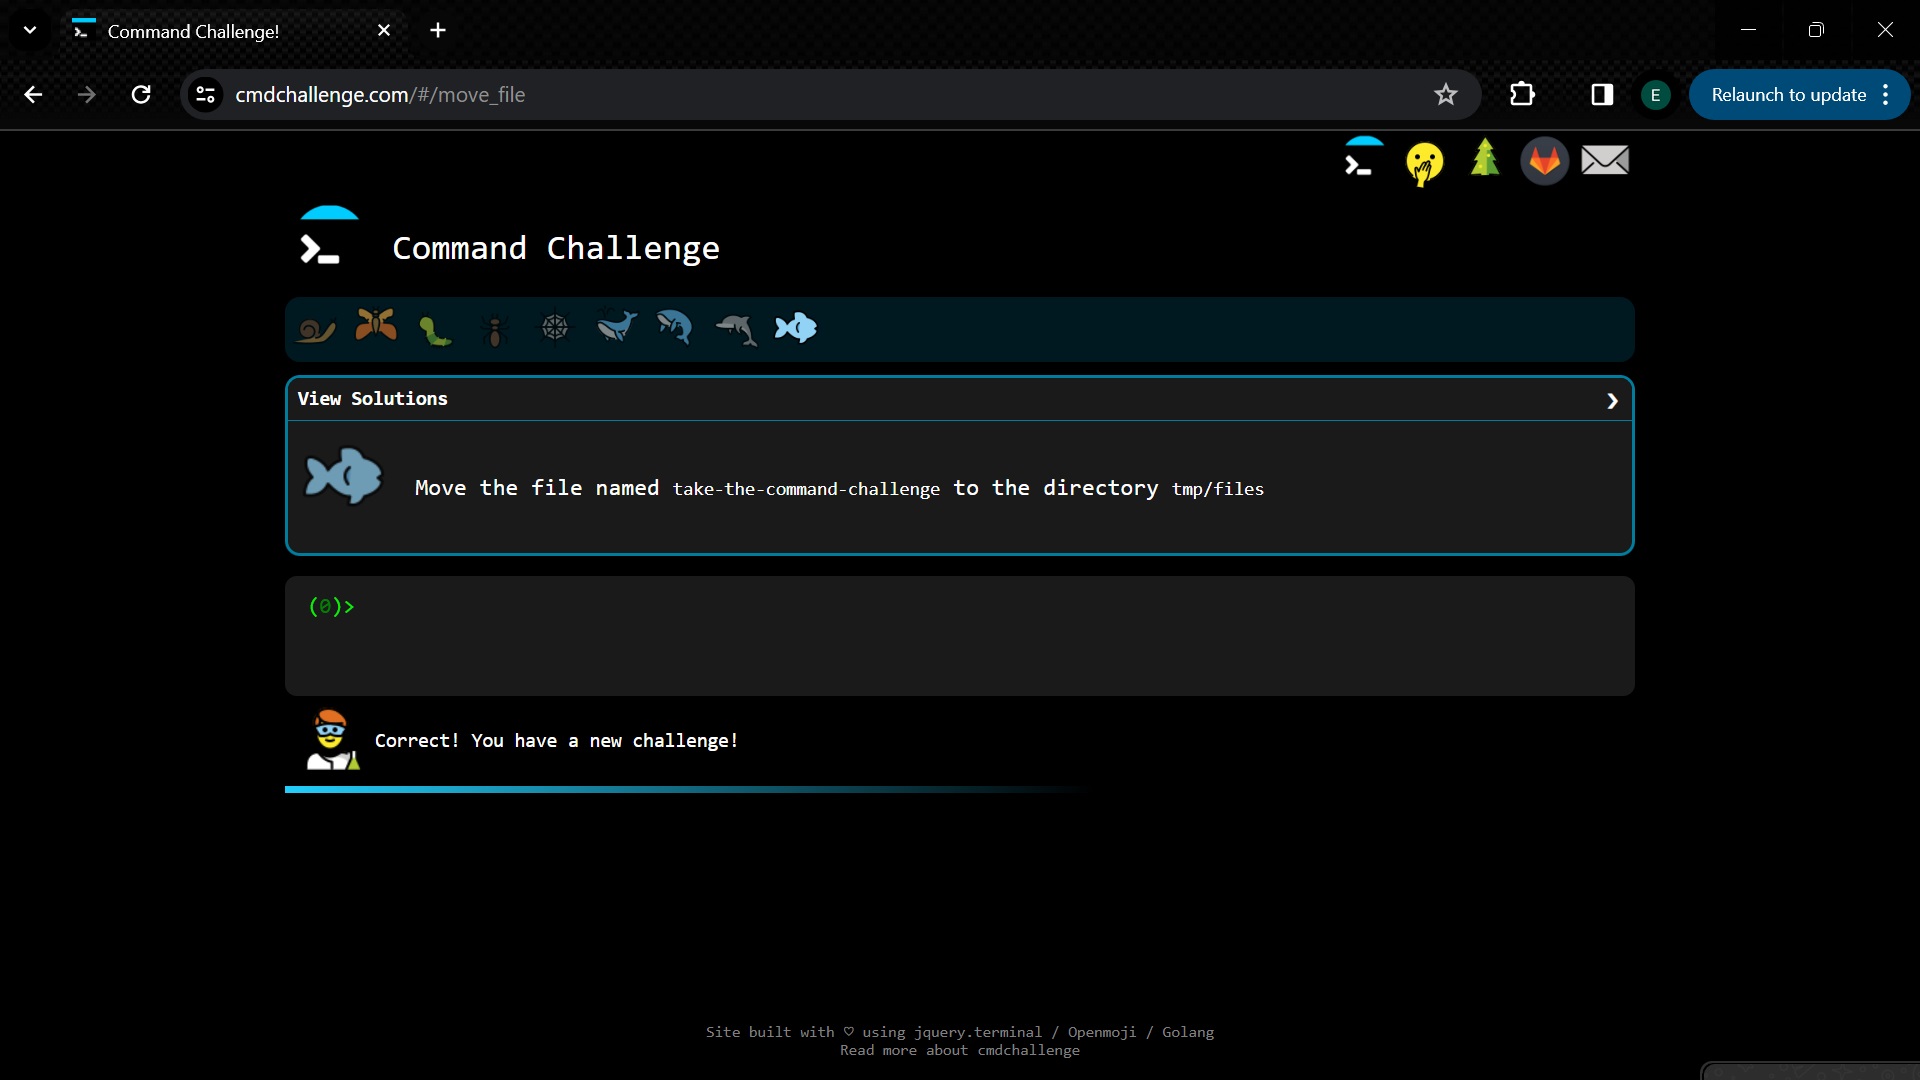 Command Challenge!
cmdchallenge.com/#/move_file
E
Relaunch to update
Command Challenge
View Solutions
Move the file named take-the-command-challenge to the directory tmp/files
(0)>
Correct! You have a new challenge!
Site built with ♡ using jquery.terminal / Openmoji / Golang
Read more about cmdchallenge